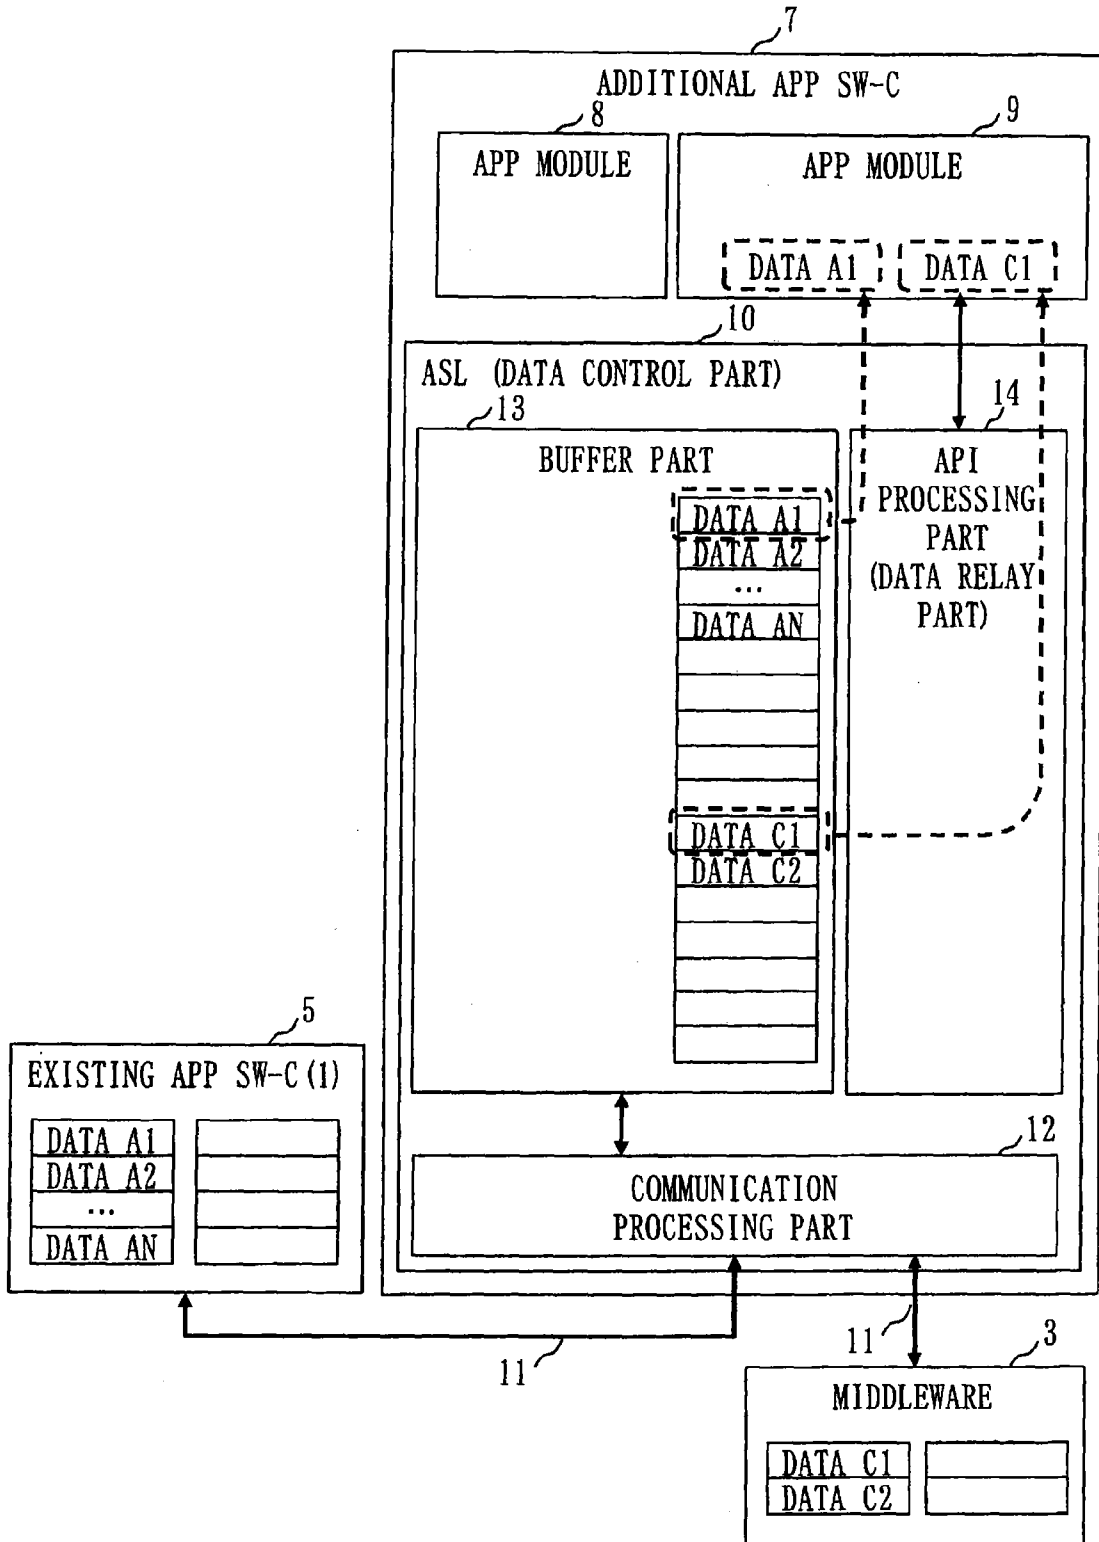 7
ADDITIONAL APP SW-C
8
9
APP MODULE
APP MODULE
DATA A1
DATA C1
10
ASL (DATA CONTROL PART)
13
14
BUFFER PART
API
PROCESSING
PART
(DATA RELAY
PART)
DATA A1
DATA A2
...
DATA AN
DATA C1
DATA C2
5
EXISTING APP SW-C(1)
DATA A1
DATA A2
...
DATA AN
12
COMMUNICATION
PROCESSING PART
11
11
3
MIDDLEWARE
DATA C1
DATA C2